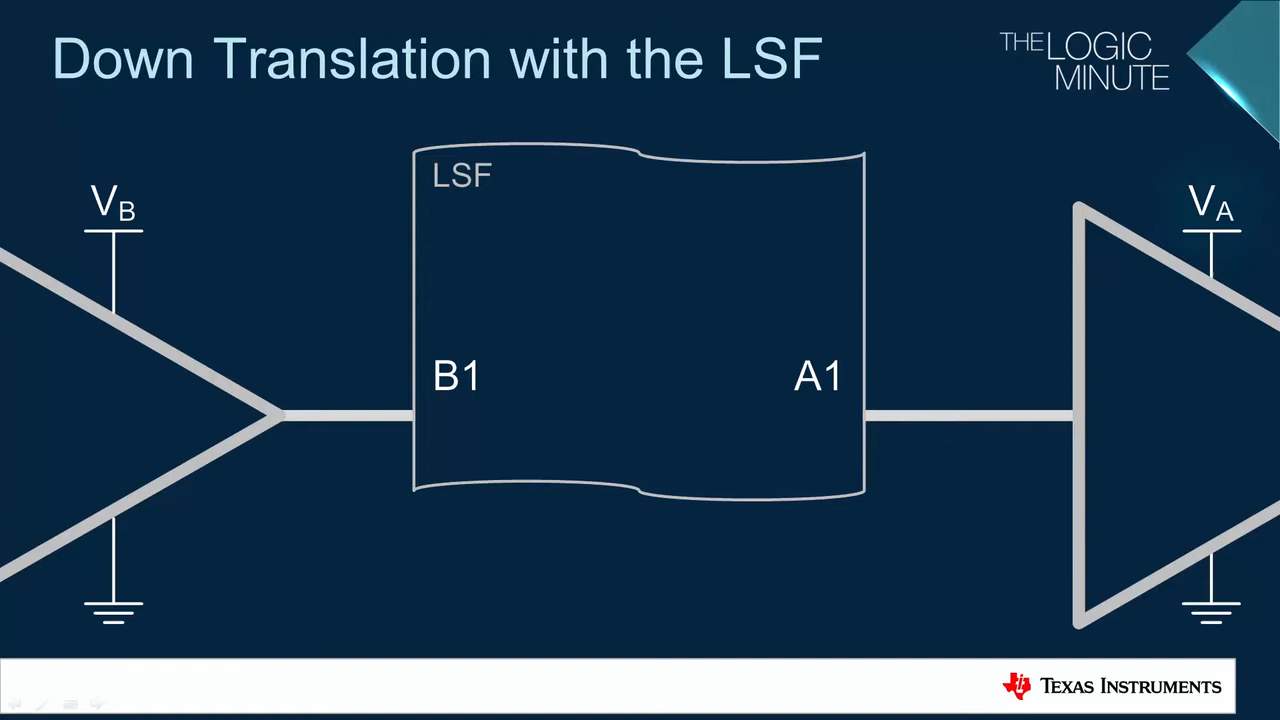 Down Translation with the LSF
THE LOGIC
MINUTE
LSF
VB
VA
B1
A1
TEXAS INSTRUMENTS